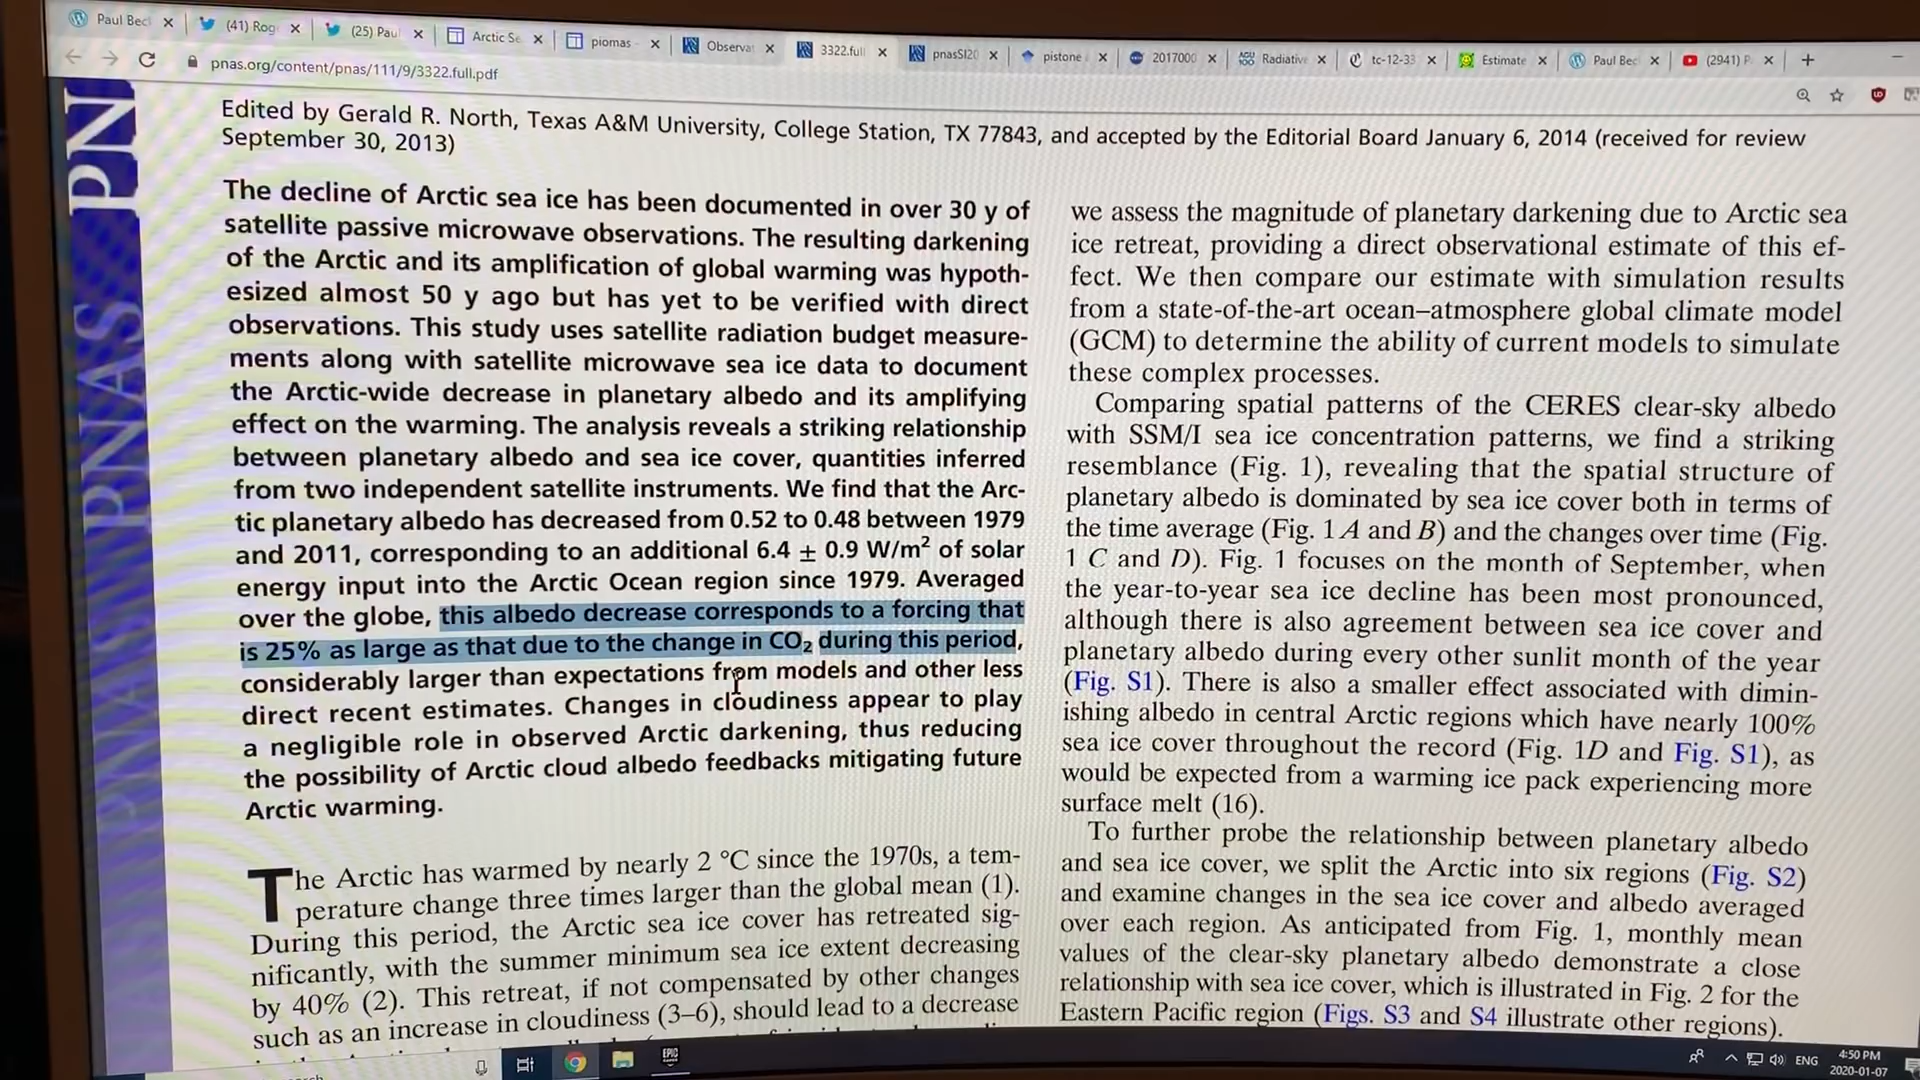 Paul Bec
(41) Rog
(25) Pau
Arctic Se
piomas
Observat
3322.full
pnasSI20
pistone
2017000
Radiative
tc-12-33
Estimate
Paul Bec
(2941) P
pnas.org/content/pnas/111/9/3322.full.pdf
PN
PNAS
PNAS
Edited by Gerald R. North, Texas A&M University, College Station, TX 77843, and accepted by the Editorial Board January 6, 2014 (received for review
September 30, 2013)
The decline of Arctic sea ice has been documented in over 30 y of
satellite passive microwave observations. The resulting darkening
of the Arctic and its amplification of global warming was hypoth-
esized almost 50 y ago but has yet to be verified with direct
observations. This study uses satellite radiation budget measure-
ments along with satellite microwave sea ice data to document
the Arctic-wide decrease in planetary albedo and its amplifying
effect on the warming. The analysis reveals a striking relationship
between planetary albedo and sea ice cover, quantities inferred
from two independent satellite instruments. We find that the Arc-
tic planetary albedo has decreased from 0.52 to 0.48 between 1979
and 2011, corresponding to an additional 6.4 ± 0.9 W/m² of solar
energy input into the Arctic Ocean region since 1979. Averaged
over the globe, this albedo decrease corresponds to a forcing that
is 25% as large as that due to the change in CO₂ during this period,
considerably larger than expectations from models and other less
direct recent estimates. Changes in cloudiness appear to play
a negligible role in observed Arctic darkening, thus reducing
the possibility of Arctic cloud albedo feedbacks mitigating future
Arctic warming.
The Arctic has warmed by nearly 2 °C since the 1970s, a tem-
perature change three times larger than the global mean (1).
During this period, the Arctic sea ice cover has retreated sig-
nificantly, with the summer minimum sea ice extent decreasing
by 40% (2). This retreat, if not compensated by other changes
such as an increase in cloudiness (3–6), should lead to a decrease
we assess the magnitude of planetary darkening due to Arctic sea
ice retreat, providing a direct observational estimate of this ef-
fect. We then compare our estimate with simulation results
from a state-of-the-art ocean–atmosphere global climate model
(GCM) to determine the ability of current models to simulate
these complex processes.
Comparing spatial patterns of the CERES clear-sky albedo
with SSM/I sea ice concentration patterns, we find a striking
resemblance (Fig. 1), revealing that the spatial structure of
planetary albedo is dominated by sea ice cover both in terms of
the time average (Fig. 1 A and B) and the changes over time (Fig.
1 C and D). Fig. 1 focuses on the month of September, when
the year-to-year sea ice decline has been most pronounced,
although there is also agreement between sea ice cover and
planetary albedo during every other sunlit month of the year
(Fig. S1). There is also a smaller effect associated with dimin-
ishing albedo in central Arctic regions which have nearly 100%
sea ice cover throughout the record (Fig. 1D and Fig. S1), as
would be expected from a warming ice pack experiencing more
surface melt (16).
To further probe the relationship between planetary albedo
and sea ice cover, we split the Arctic into six regions (Fig. S2)
and examine changes in the sea ice cover and albedo averaged
over each region. As anticipated from Fig. 1, monthly mean
values of the clear-sky planetary albedo demonstrate a close
relationship with sea ice cover, which is illustrated in Fig. 2 for the
Eastern Pacific region (Figs. S3 and S4 illustrate other regions).
EPIC
ENG
4:50 PM
2020-01-07